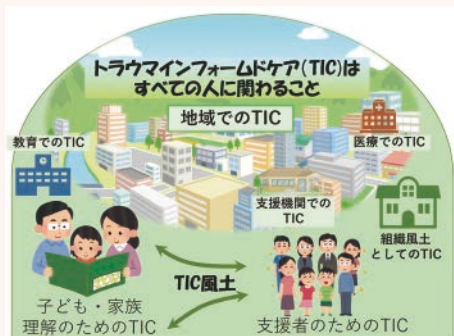 トラウマインフォームドケア(TIC)は
すべての人に関わること
地域でのTIC
教育でのTIC
医療でのTIC
支援機関での
TIC
組織風土
としてのTIC
TIC風土
子ども・家族
理解のためのTIC
支援者のためのTIC